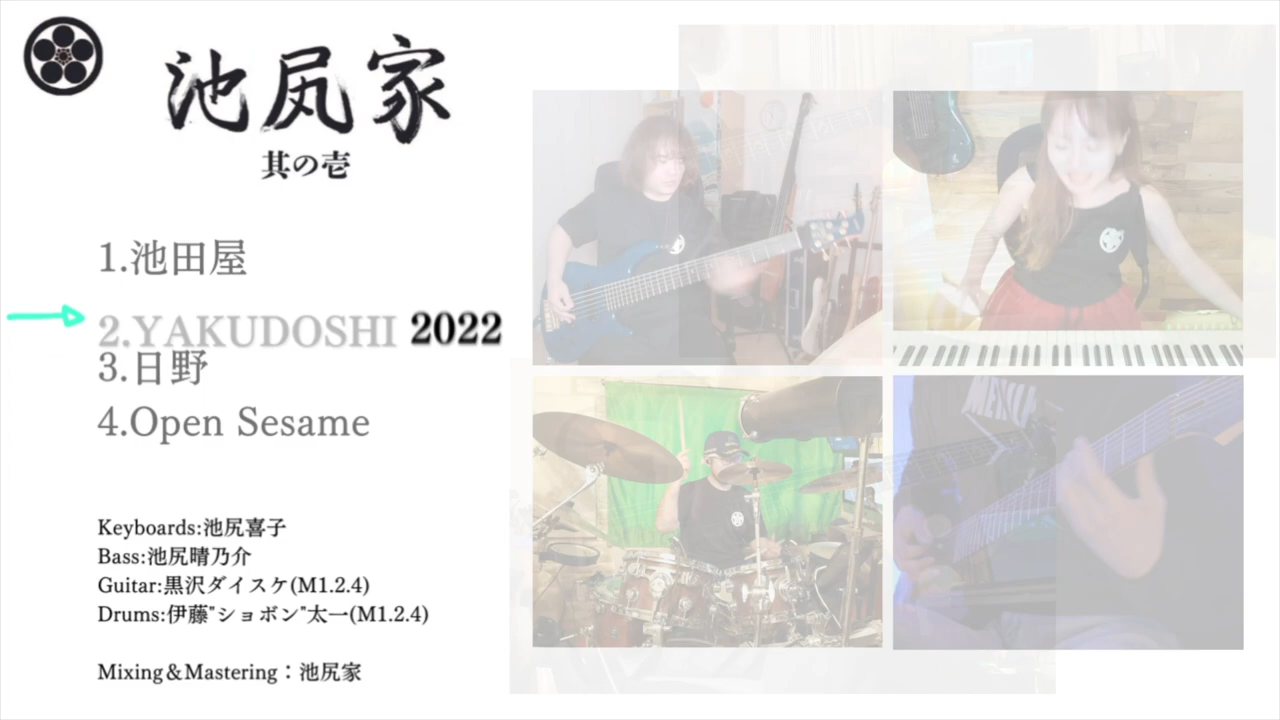 池尻家
其の壱
1.池田屋
2.YAKUDOSHI 2022
3.日野
4.Open Sesame
Keyboards:池尻喜子
Bass:池尻晴乃介
Guitar:黒沢ダイスケ(M1.2.4)
Drums:伊藤"ショボン"太一(M1.2.4)
Mixing＆Mastering：池尻家